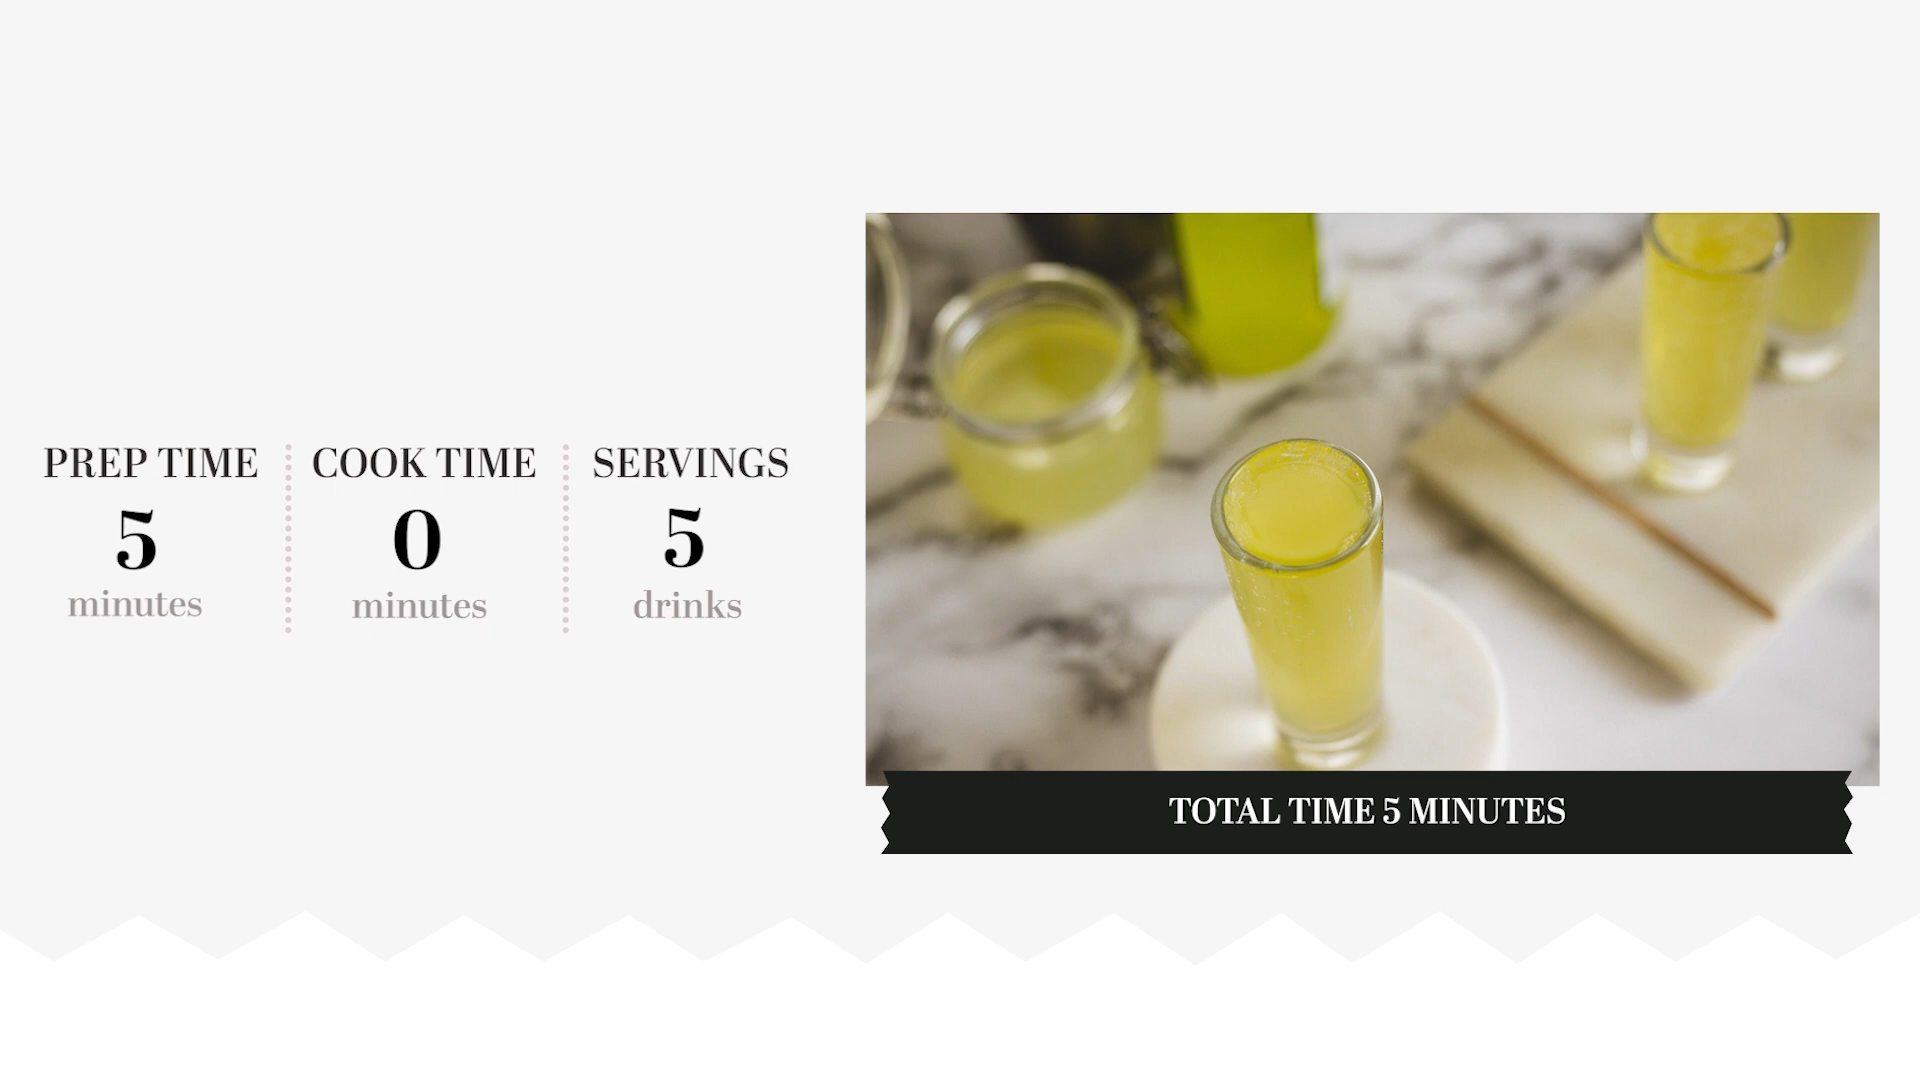 PREP TIME
5
minutes
COOK TIME
0
minutes
SERVINGS
5
drinks
TOTAL TIME 5 MINUTES